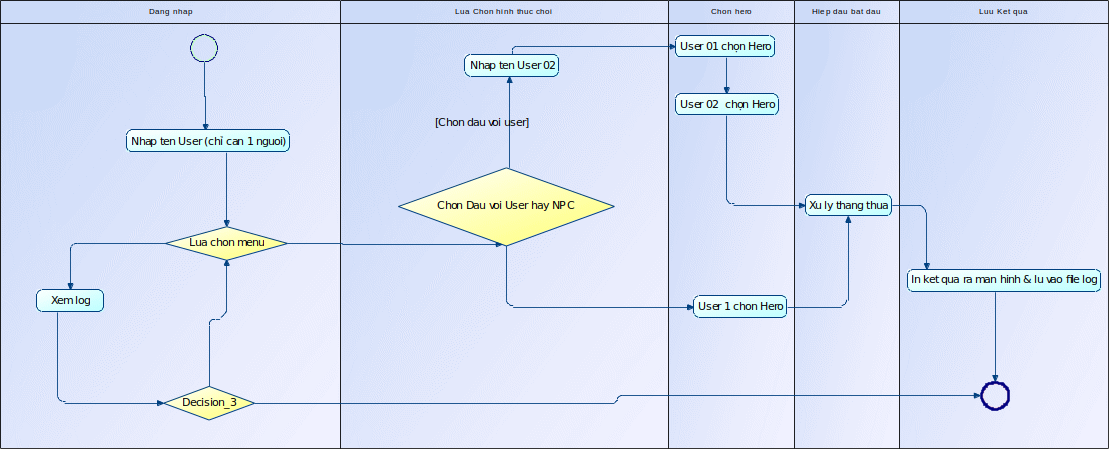 Dang nhap
Lua Chon hinh thuc choi
Chon hero
Hiep dau bat dau
Luu Ket qua
User 01 chọn Hero
Nhap ten User 02
User 02 chọn Hero
[Chon dau voi user]
Nhap ten User (chỉ can 1 nguoi)
Chon Dau voi User hay NPC
Xu ly thang thua
Lua chon menu
In ket qua ra man hinh & lu vao file log
Xem log
User 1 chon Hero
Decision_3